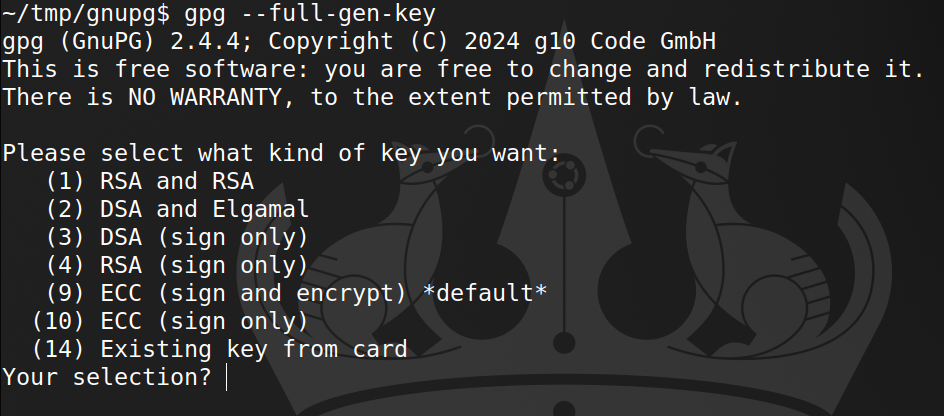 ~/tmp/gnupg$ gpg --full-gen-key
gpg (GnuPG) 2.4.4; Copyright (C) 2024 g10 Code GmbH
This is free software: you are free to change and redistribute it.
There is NO WARRANTY, to the extent permitted by law.

Please select what kind of key you want:
   (1) RSA and RSA
   (2) DSA and Elgamal
   (3) DSA (sign only)
   (4) RSA (sign only)
   (9) ECC (sign and encrypt) *default*
  (10) ECC (sign only)
  (14) Existing key from card
Your selection?